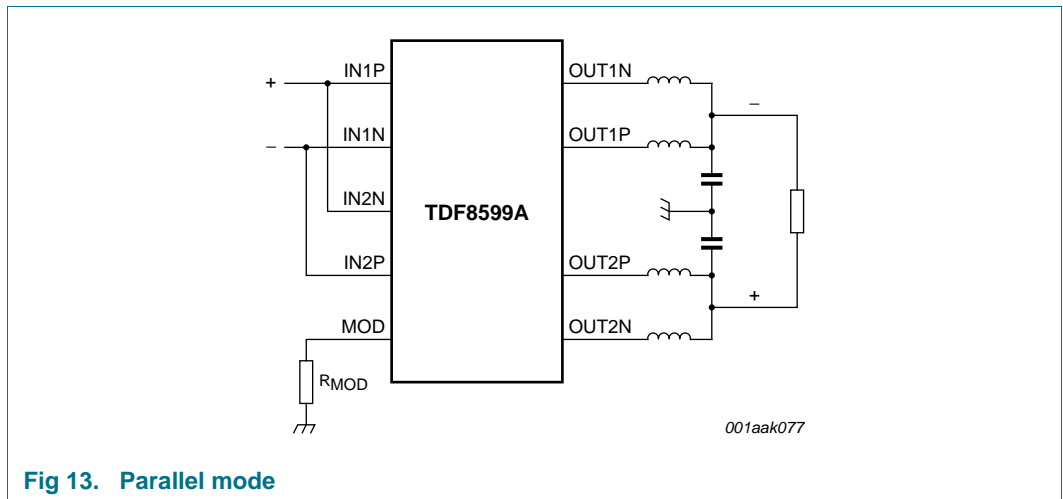 +
IN1P
OUT1N
−
−
IN1N
OUT1P
IN2N
TDF8599A
IN2P
OUT2P
+
MOD
OUT2N
RMOD
001aak077
Fig 13. Parallel mode